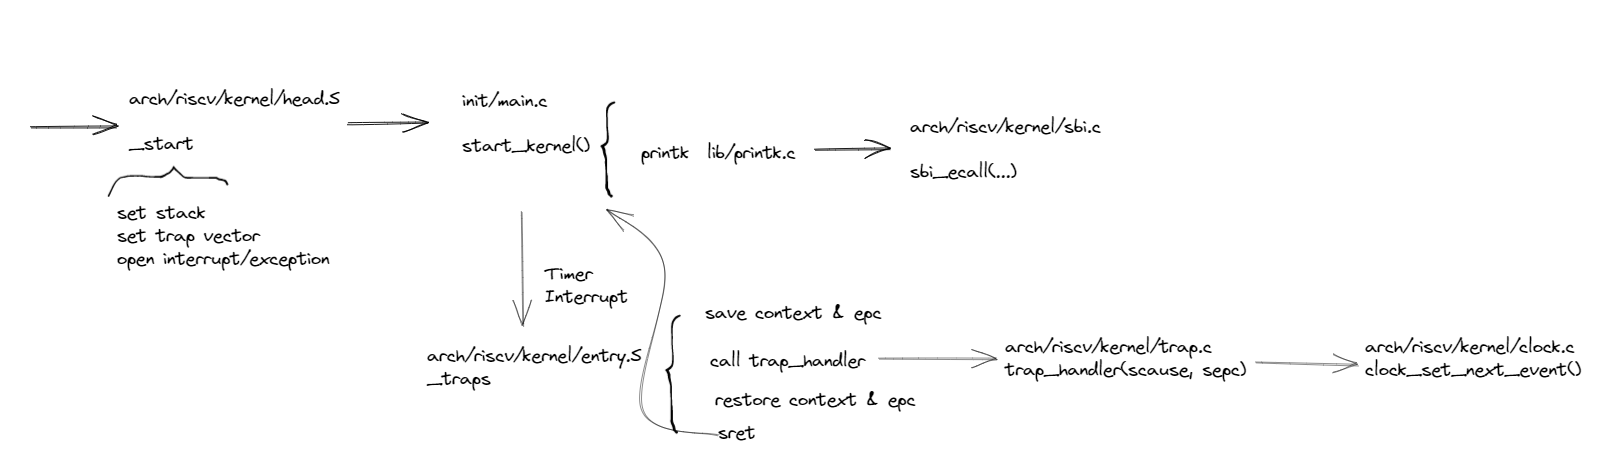 arch/riscv/kernel/head.S
_start
set stack
set trap vector
open interrupt/exception
init/main.c
start_kernel()
printk lib/printk.c
arch/riscv/kernel/sbi.c
sbi_ecall(...)
Timer
Interrupt
arch/riscv/kernel/entry.S
_traps
save context & epc
call trap_handler
restore context & epc
sret
arch/riscv/kernel/trap.c
trap_handler(scause, sepc)
arch/riscv/kernel/clock.c
clock_set_next_event()